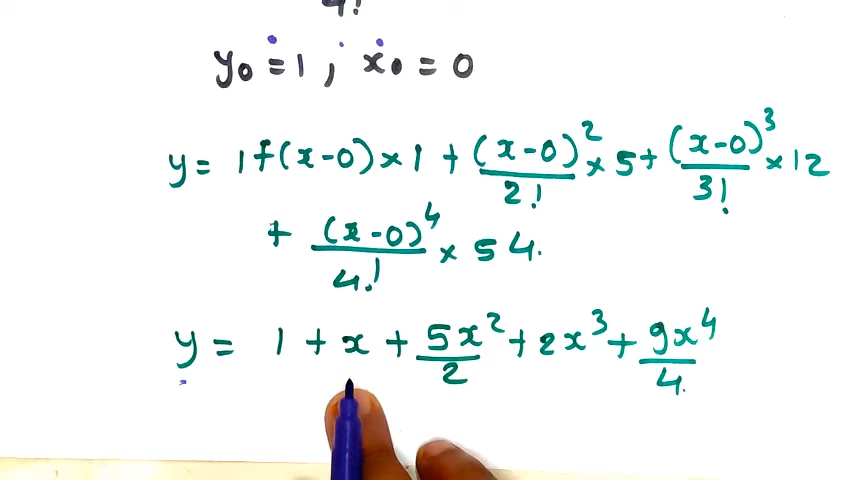 4!
y₀ = 1 , x₀ = 0
y = 1 + (x-0) × 1 + (x-0)²/2! × 5 + (x-0)³/3! × 12
+ (x-0)⁴/4! × 54.
y = 1 + x + 5x²/2 + 2x³ + 9x⁴/4